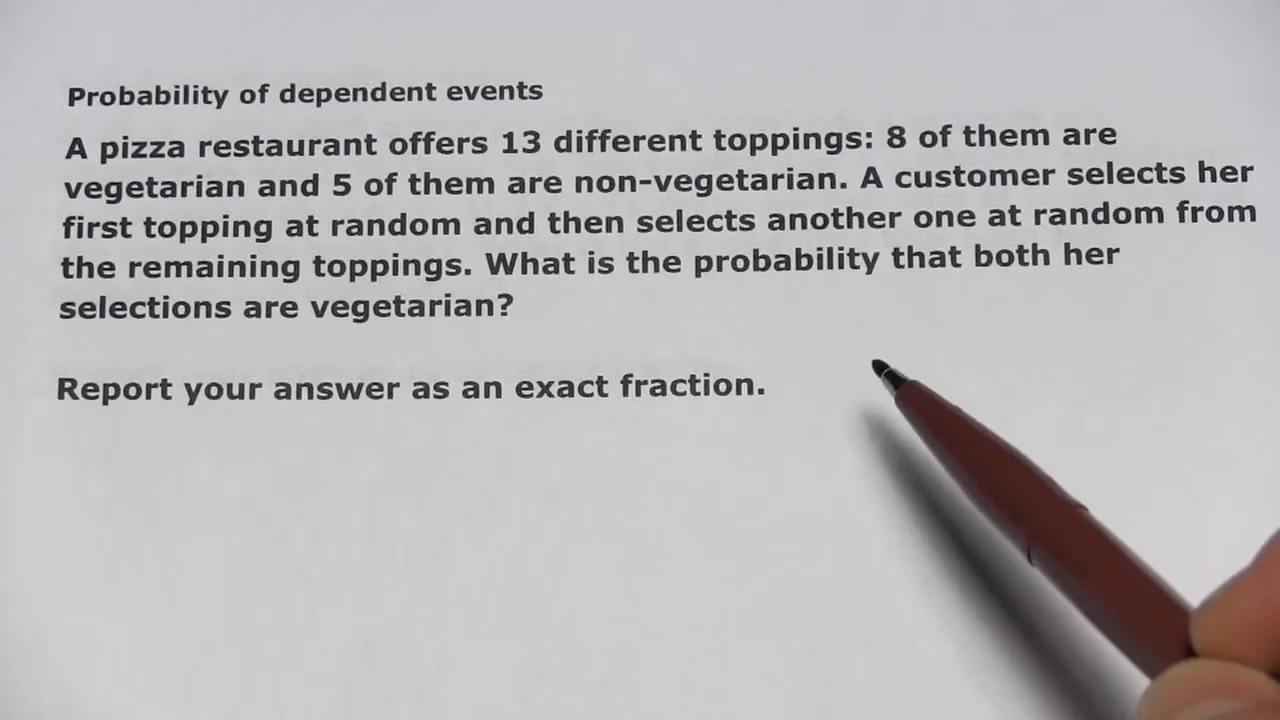 Probability of dependent events
A pizza restaurant offers 13 different toppings: 8 of them are
vegetarian and 5 of them are non-vegetarian. A customer selects her
first topping at random and then selects another one at random from
the remaining toppings. What is the probability that both her
selections are vegetarian?
Report your answer as an exact fraction.